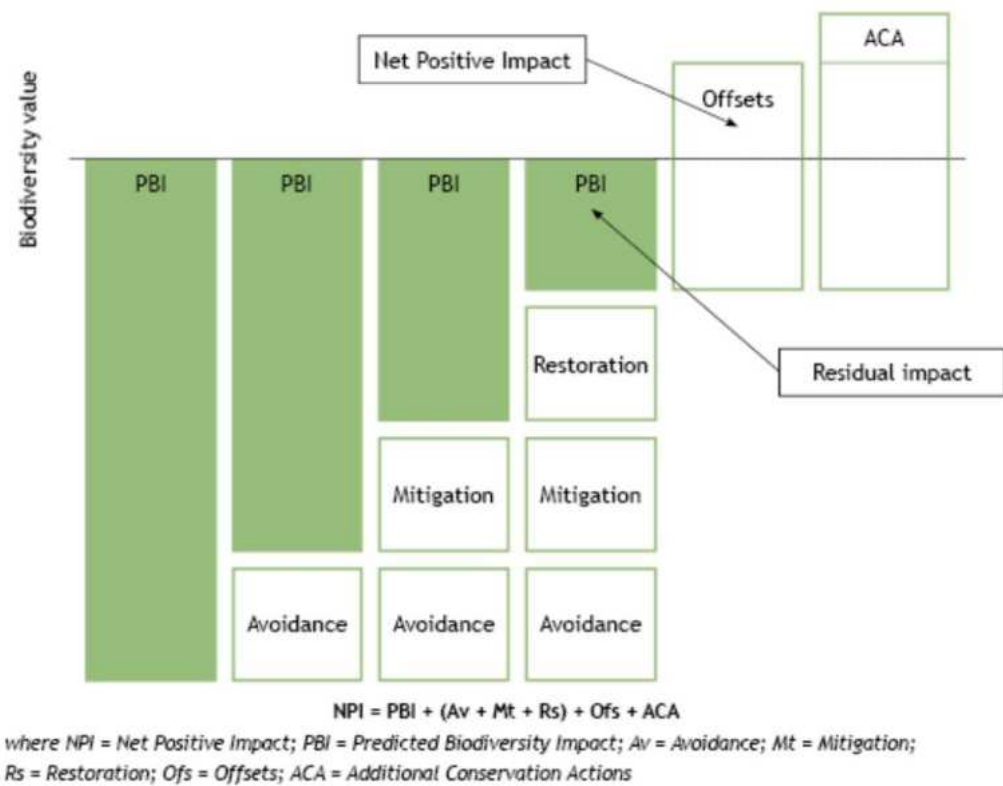 ACA
Net Positive Impact
Offsets
Biodiversity value
PBI PBI PBI PBI
Restoration
Residual impact
Mitigation Mitigation
Avoidance Avoidance Avoidance
NPI = PBI + (Av + Mt + Rs) + Ofs + ACA
where NPI = Net Positive Impact; PBI = Predicted Biodiversity Impact; Av = Avoidance; Mt = Mitigation;
Rs = Restoration; Ofs = Offsets; ACA = Additional Conservation Actions